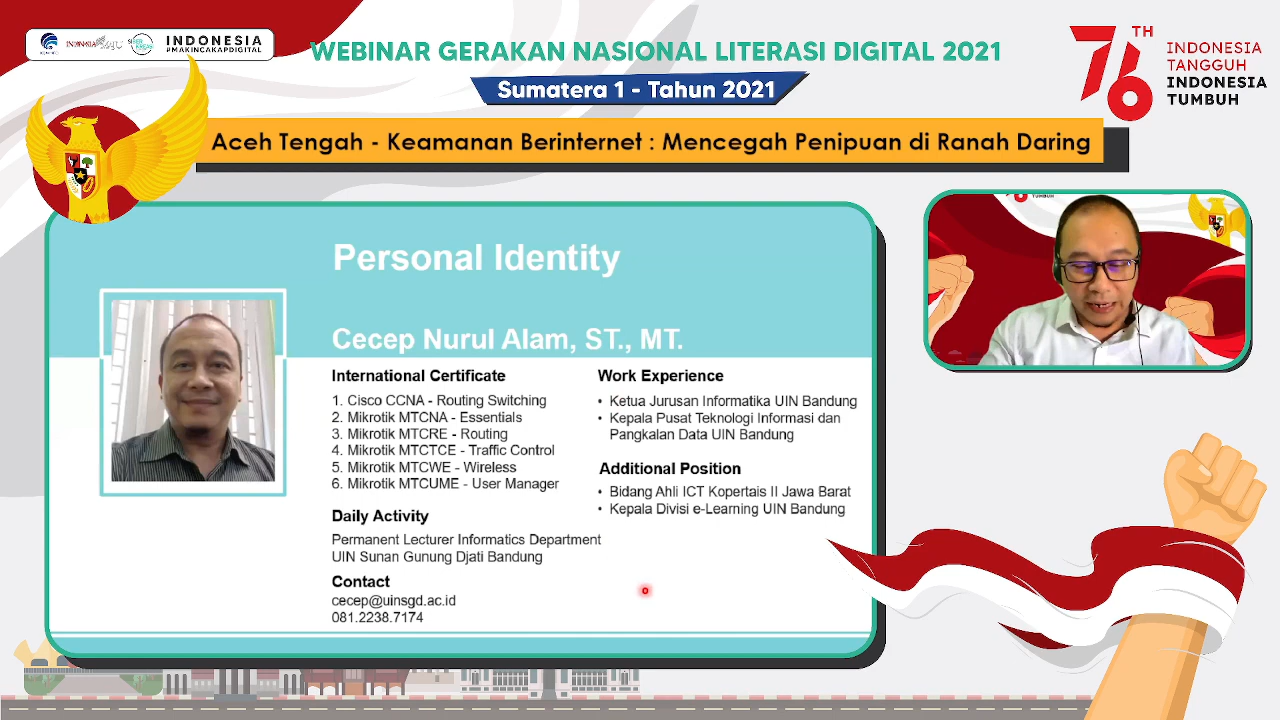 INDONESIA
#MAKINCAKAPDIGITAL
WEBINAR GERAKAN NASIONAL LITERASI DIGITAL 2021
Sumatera 1 - Tahun 2021
76TH
INDONESIA
TANGGUH
INDONESIA
TUMBUH
Aceh Tengah - Keamanan Berinternet : Mencegah Penipuan di Ranah Daring
Personal Identity
Cecep Nurul Alam, ST., MT.
International Certificate
1. Cisco CCNA - Routing Switching
2. Mikrotik MTCNA - Essentials
3. Mikrotik MTCRE - Routing
4. Mikrotik MTCTCE - Traffic Control
5. Mikrotik MTCWE - Wireless
6. Mikrotik MTCUME - User Manager
Daily Activity
Permanent Lecturer Informatics Department
UIN Sunan Gunung Djati Bandung
Contact
cecep@uinsgd.ac.id
081.2238.7174
Work Experience
• Ketua Jurusan Informatika UIN Bandung
• Kepala Pusat Teknologi Informasi dan
Pangkalan Data UIN Bandung
Additional Position
• Bidang Ahli ICT Kopertais II Jawa Barat
• Kepala Divisi e-Learning UIN Bandung
TUMBUH